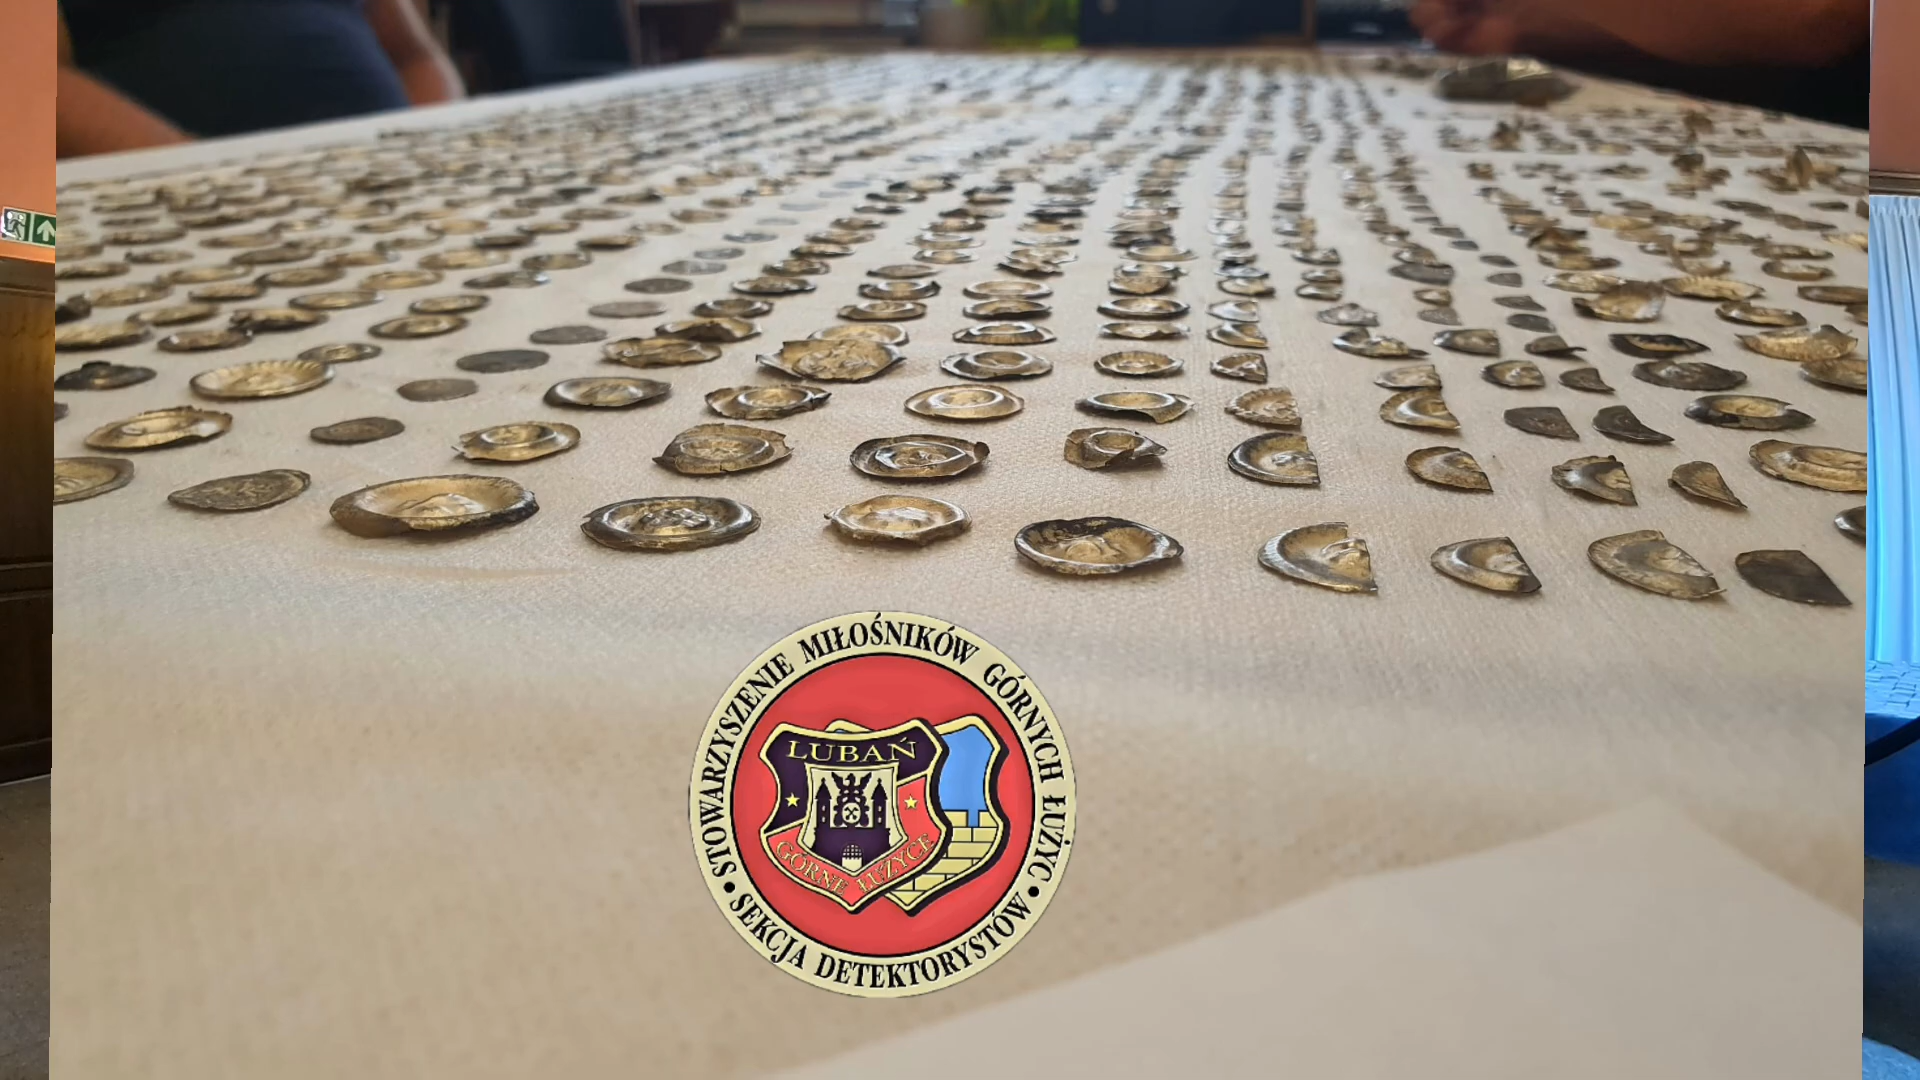 STOWARZYSZENIE MIŁOŚNIKÓW GÓRNYCH ŁUŻYC
LUBAŃ
GÓRNE ŁUŻYCE
• SEKCJA DETEKTORYSTÓW •